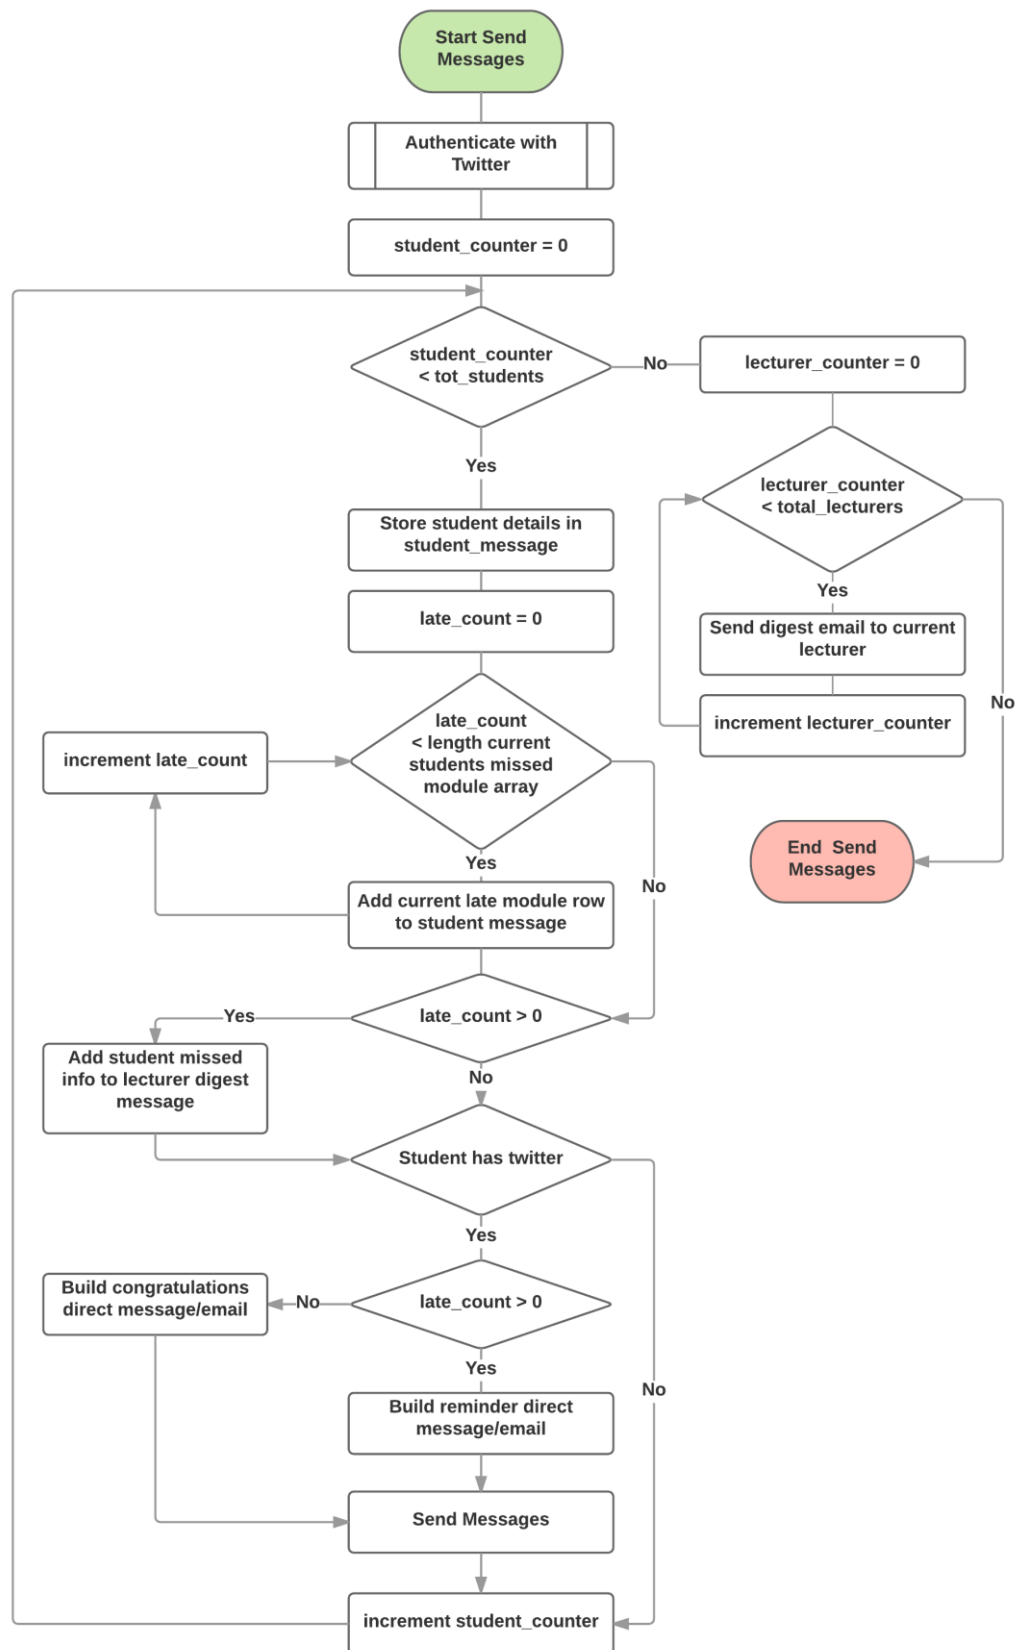 Start Send
Messages
Authenticate with
Twitter
student_counter = 0
student_counter
< tot_students
No
lecturer_counter = 0
Yes
lecturer_counter
< total_lecturers
Store student details in
student_message
Yes
late_count = 0
Send digest email to current
lecturer
No
late_count
< length current
students missed
module array
increment lecturer_counter
increment late_count
Yes
No
End  Send
Messages
Add current late module row
to student message
Yes
late_count > 0
Add student missed
info to lecturer digest
message
No
Student has twitter
Yes
Build congratulations
direct message/email
No
late_count > 0
Yes
No
Build reminder direct
message/email
Send Messages
increment student_counter